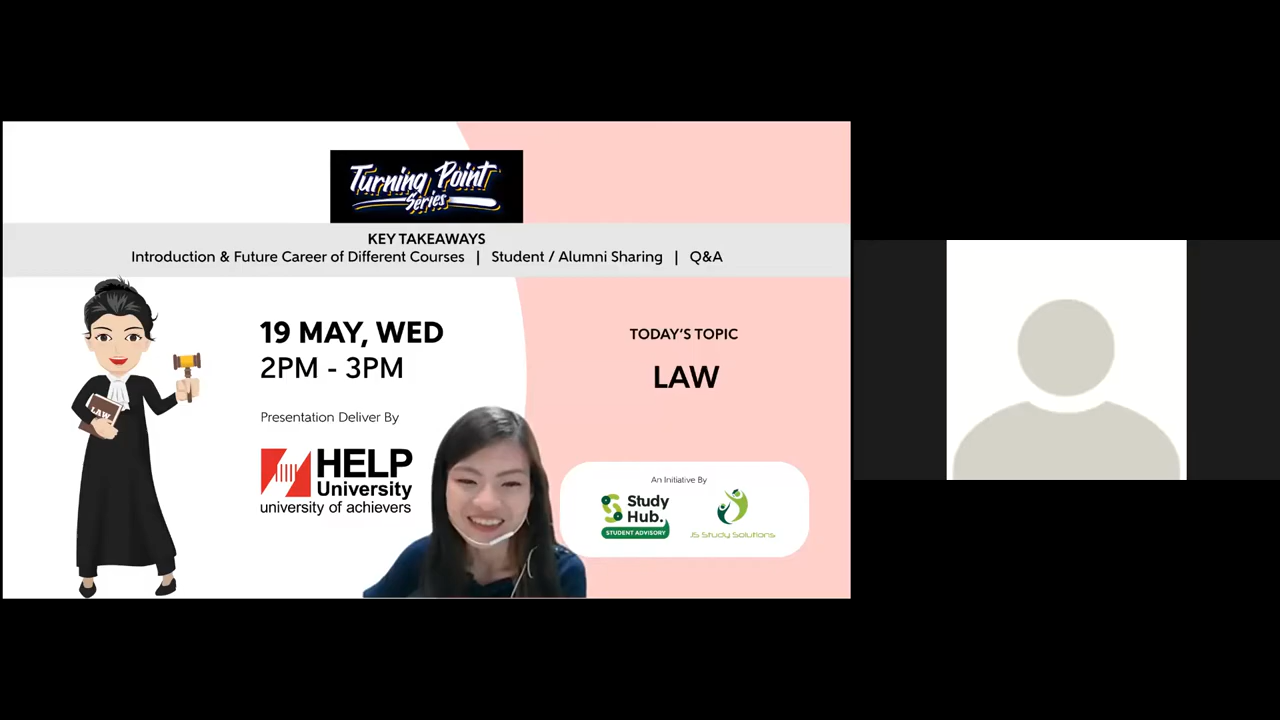 Turning Point
Series
KEY TAKEAWAYS
Introduction & Future Career of Different Courses | Student / Alumni Sharing | Q&A
19 MAY, WED
2PM - 3PM
Presentation Deliver By
HELP
University
university of achievers
TODAY'S TOPIC
LAW
An Initiative By
Study
Hub.
STUDENT ADVISORY
JS Study Solutions
LAW